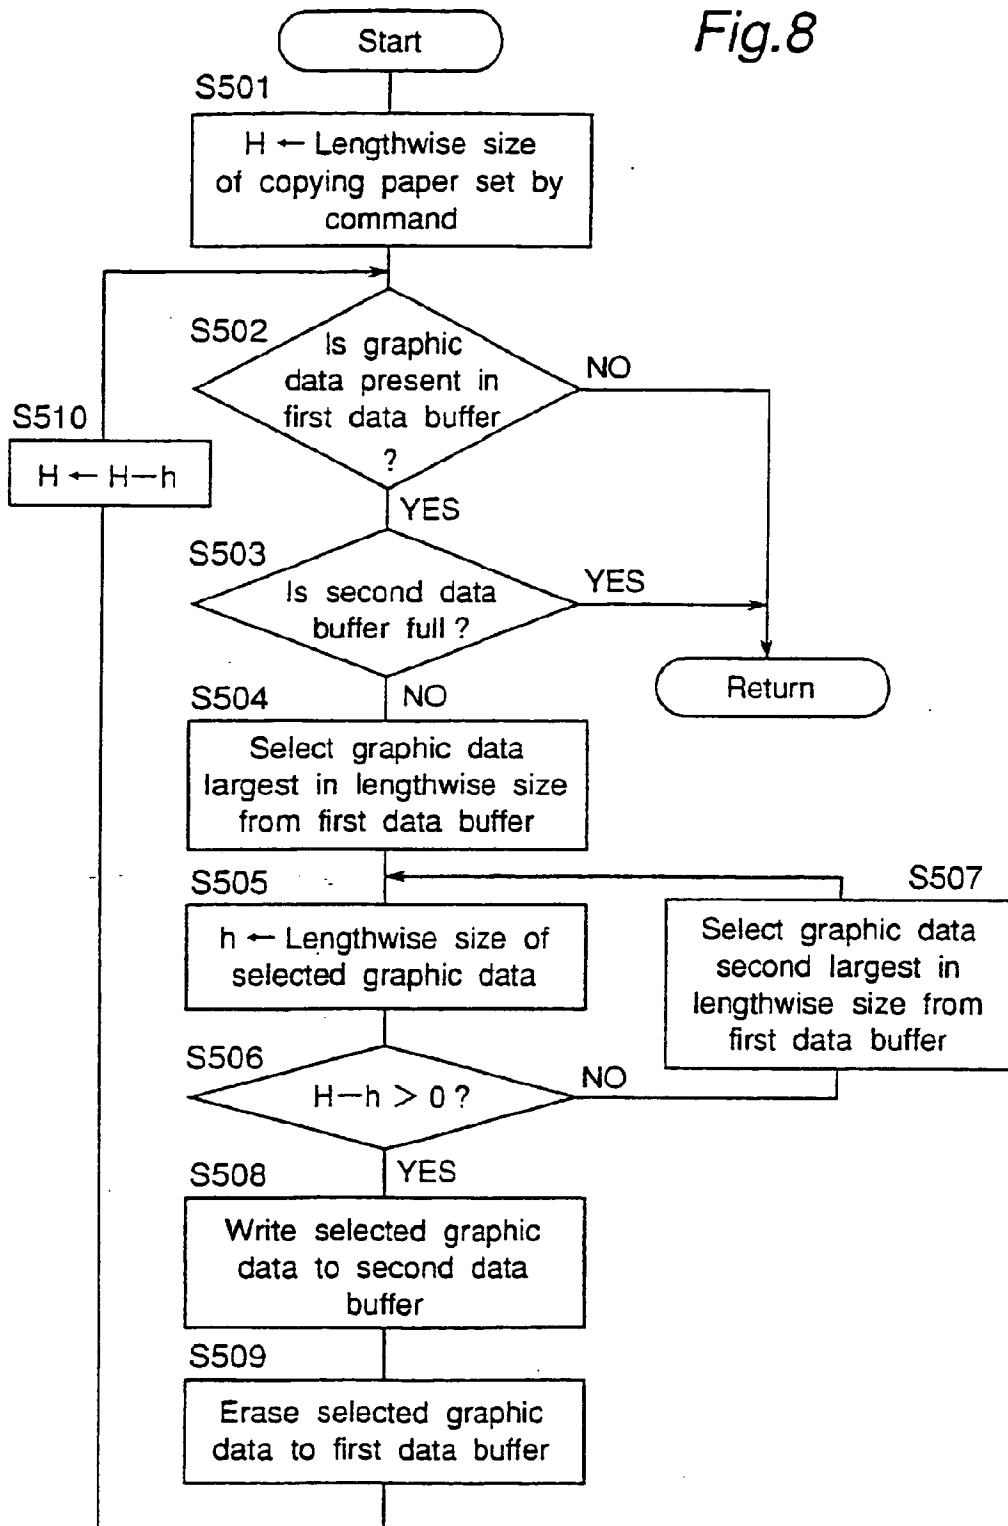 Fig.8
Start
S501
H ← Lengthwise size
of copying paper set by
command
S502
Is graphic
data present in
first data buffer
?
NO
YES
S510
H ← H−h
S503
Is second data
buffer full ?
YES
NO
Return
S504
Select graphic data
largest in lengthwise size
from first data buffer
S505
h ← Lengthwise size of
selected graphic data
S507
Select graphic data
second largest in
lengthwise size from
first data buffer
S506
H−h > 0 ?
NO
YES
S508
Write selected graphic
data to second data
buffer
S509
Erase selected graphic
data to first data buffer